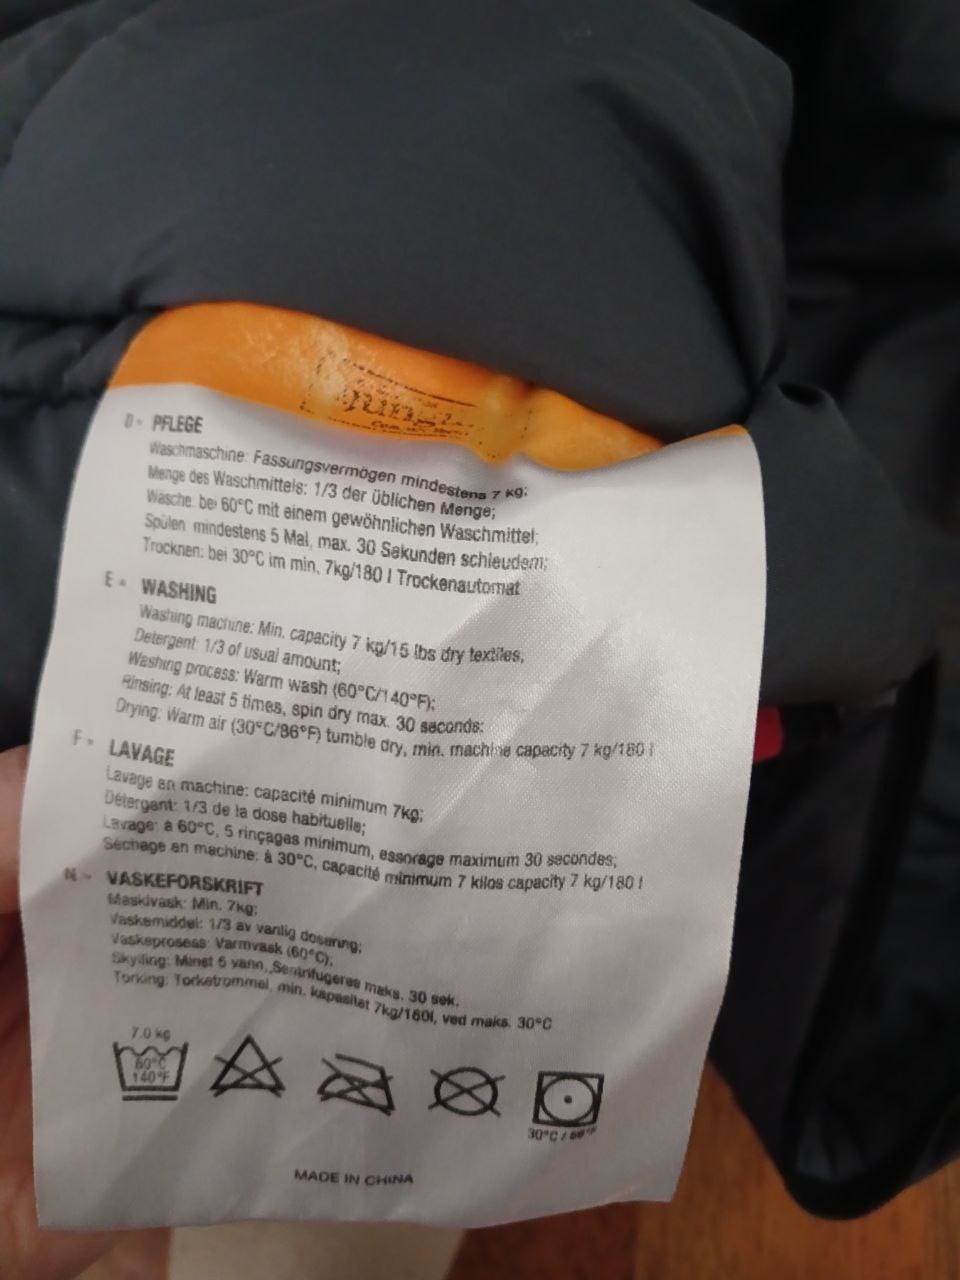 D - PFLEGE
Waschmaschine: Fassungsvermögen mindestens 7 kg;
Menge des Waschmittels: 1/3 der üblichen Menge;
Wäsche: bei 60°C mit einem gewöhnlichen Waschmittel;
Spülen: mindestens 5 Mal, max. 30 Sekunden schleudern;
Trocknen: bei 30°C im min. 7kg/180 l Trockenautomat
E - WASHING
Washing machine: Min. capacity 7 kg/15 lbs dry textiles,
Detergent: 1/3 of usual amount;
Washing process: Warm wash (60°C/140°F);
Rinsing: At least 5 times, spin dry max. 30 seconds;
Drying: Warm air (30°C/86°F) tumble dry, min. machine capacity 7 kg/180 l
F - LAVAGE
Lavage en machine: capacité minimum 7kg;
Détergent: 1/3 de la dose habituelle;
Lavage: à 60°C, 5 rinçages minimum, essorage maximum 30 secondes;
Séchage en machine: à 30°C, capacité minimum 7 kilos capacity 7 kg/180 l
N - VASKEFORSKRIFT
Maskivask: Min. 7kg;
Vaskemiddel: 1/3 av vanlig dosering;
Vaskeprosess: Varmvask (60°C);
Skylling: Minst 5 vann, Sentrifugeres maks. 30 sek.
Torking: Torketrommel, min. kapasitet 7kg/180l, ved maks. 30°C
7.0 kg
60°C
140°F
30°C / 86°F
MADE IN CHINA